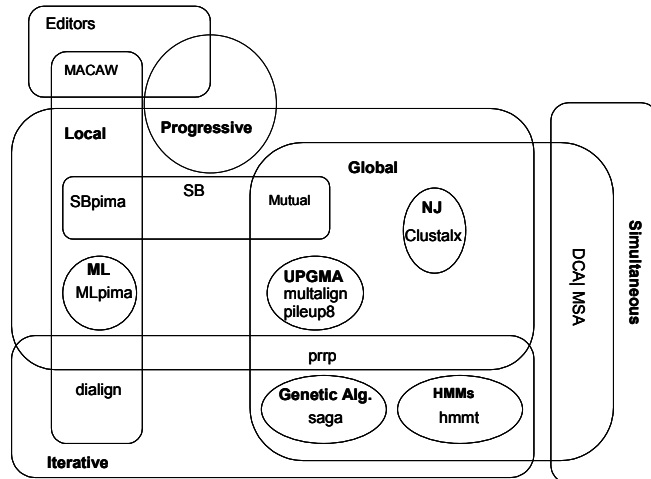 Editors
MACAW
Local
Progressive
Global
SBpima
SB
Mutual
NJ
Clustalx
ML
MLpima
UPGMA
multalign
pileup8
DCA| MSA
Simultaneous
prrp
dialign
Genetic Alg.
saga
HMMs
hmmt
Iterative